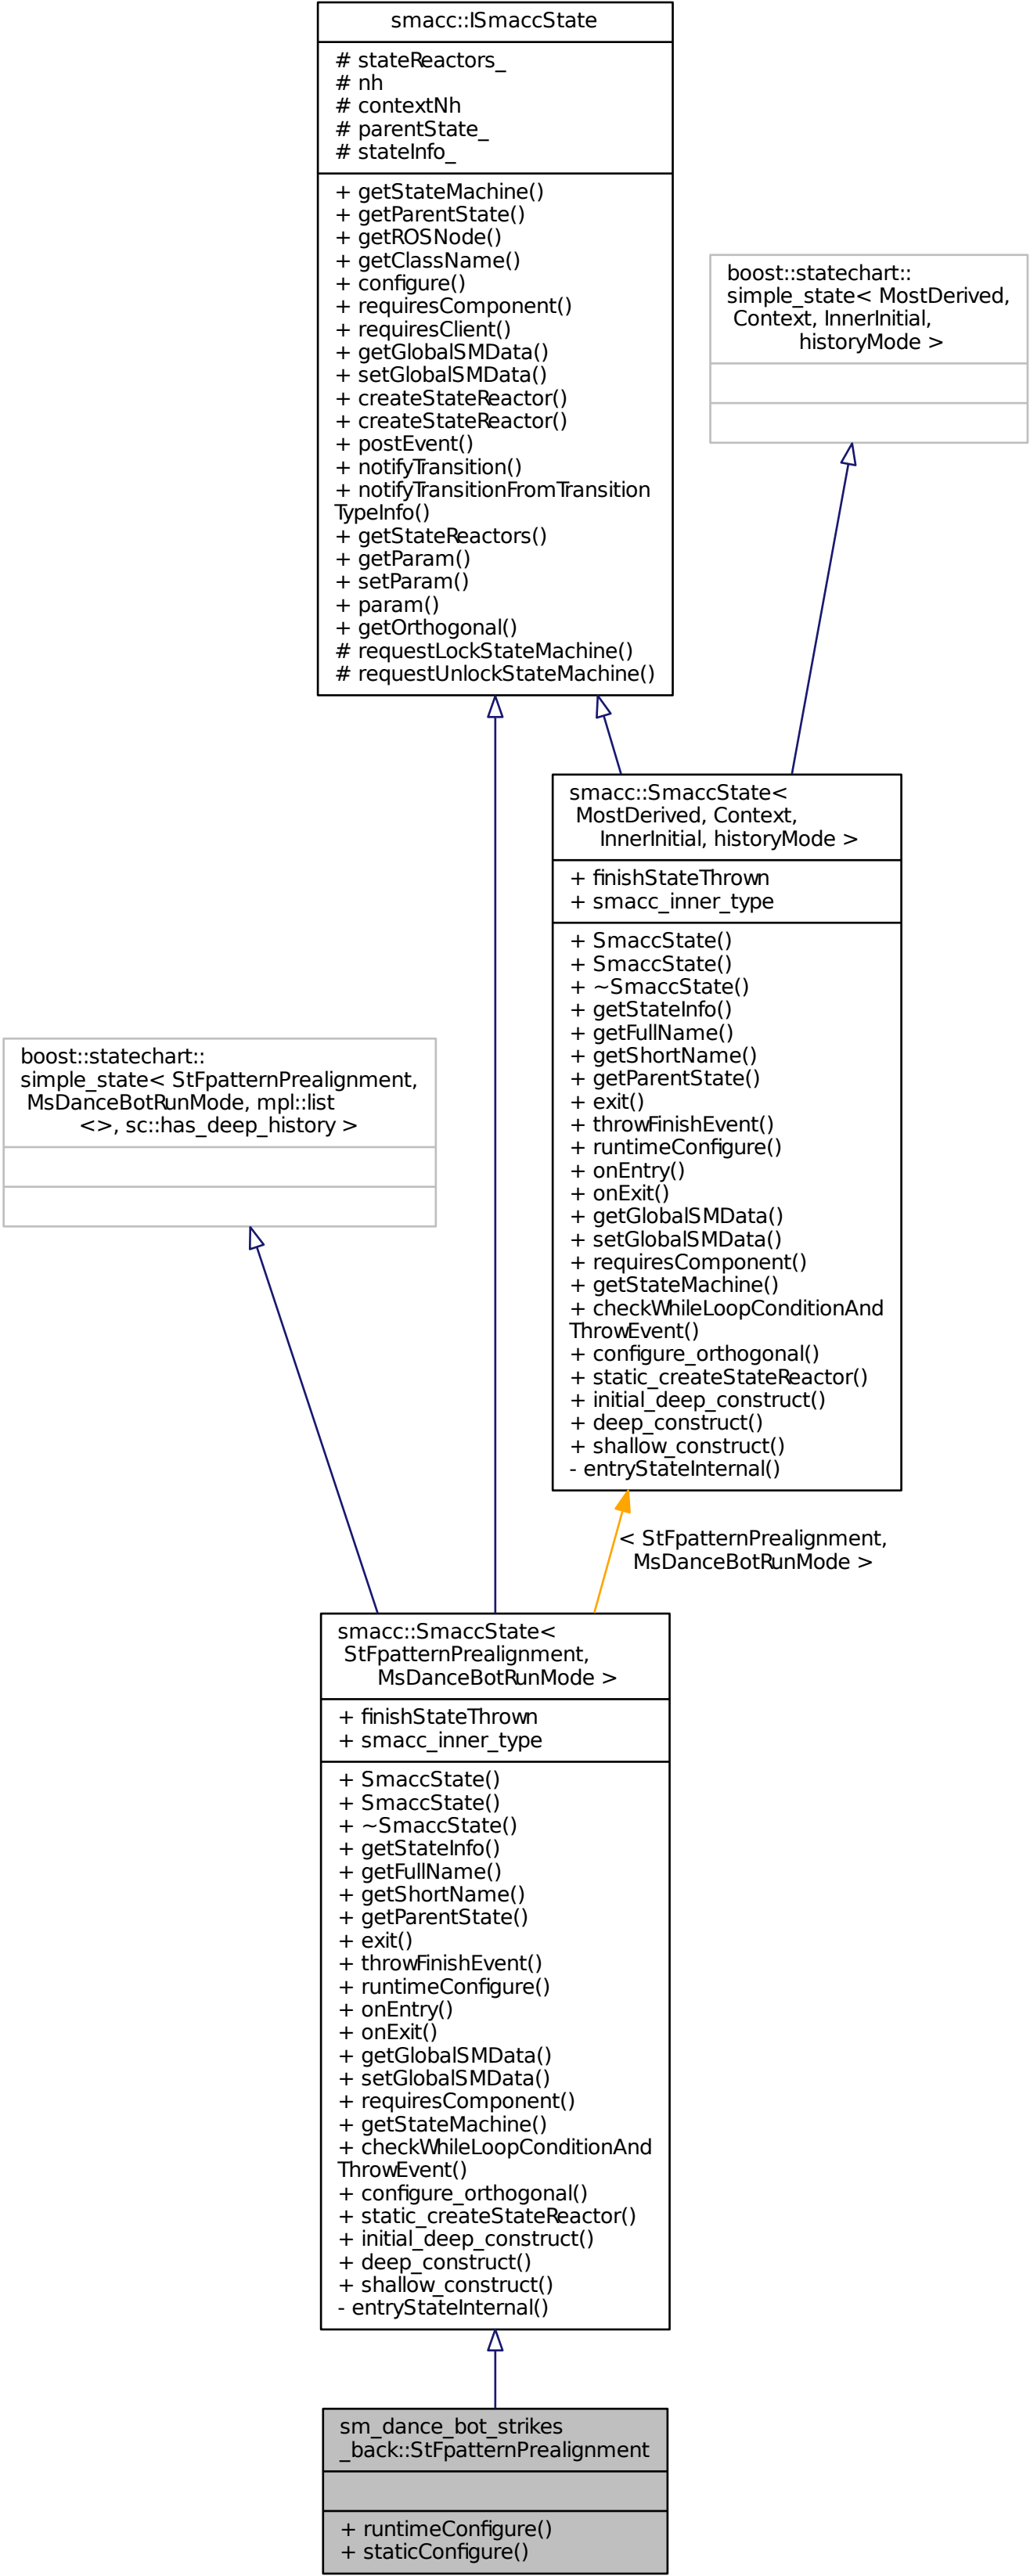 smacc::ISmaccState
# stateReactors_
# nh
# contextNh
# parentState_
# stateInfo_
+ getStateMachine()
+ getParentState()
+ getROSNode()
+ getClassName()
+ configure()
+ requiresComponent()
+ requiresClient()
+ getGlobalSMData()
+ setGlobalSMData()
+ createStateReactor()
+ createStateReactor()
+ postEvent()
+ notifyTransition()
+ notifyTransitionFromTransition
TypeInfo()
+ getStateReactors()
+ getParam()
+ setParam()
+ param()
+ getOrthogonal()
# requestLockStateMachine()
# requestUnlockStateMachine()
boost::statechart::
simple_state< MostDerived,
Context, InnerInitial,
historyMode >
smacc::SmaccState<
MostDerived, Context,
InnerInitial, historyMode >
+ finishStateThrown
+ smacc_inner_type
+ SmaccState()
+ SmaccState()
+ ~SmaccState()
+ getStateInfo()
+ getFullName()
+ getShortName()
+ getParentState()
+ exit()
+ throwFinishEvent()
+ runtimeConfigure()
+ onEntry()
+ onExit()
+ getGlobalSMData()
+ setGlobalSMData()
+ requiresComponent()
+ getStateMachine()
+ checkWhileLoopConditionAnd
ThrowEvent()
+ configure_orthogonal()
+ static_createStateReactor()
+ initial_deep_construct()
+ deep_construct()
+ shallow_construct()
- entryStateInternal()
boost::statechart::
simple_state< StFpatternPrealignment,
MsDanceBotRunMode, mpl::list
<>, sc::has_deep_history >
< StFpatternPrealignment,
MsDanceBotRunMode >
smacc::SmaccState<
StFpatternPrealignment,
MsDanceBotRunMode >
+ finishStateThrown
+ smacc_inner_type
+ SmaccState()
+ SmaccState()
+ ~SmaccState()
+ getStateInfo()
+ getFullName()
+ getShortName()
+ getParentState()
+ exit()
+ throwFinishEvent()
+ runtimeConfigure()
+ onEntry()
+ onExit()
+ getGlobalSMData()
+ setGlobalSMData()
+ requiresComponent()
+ getStateMachine()
+ checkWhileLoopConditionAnd
ThrowEvent()
+ configure_orthogonal()
+ static_createStateReactor()
+ initial_deep_construct()
+ deep_construct()
+ shallow_construct()
- entryStateInternal()
sm_dance_bot_strikes
_back::StFpatternPrealignment
+ runtimeConfigure()
+ staticConfigure()